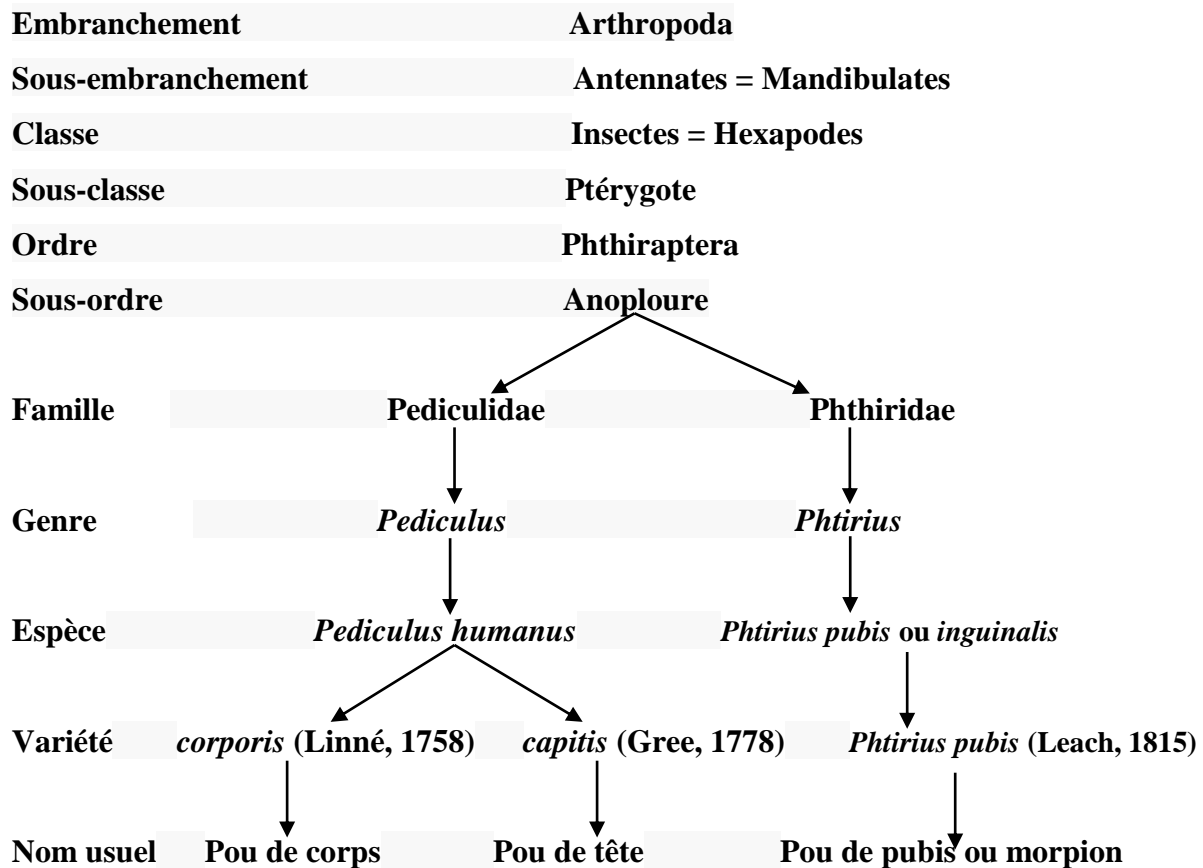 Embranchement Arthropoda
Sous-embranchement Antennates = Mandibulates
Classe Insectes = Hexapodes
Sous-classe Ptérygote
Ordre Phthiraptera
Sous-ordre Anoploure
Famille Pediculidae Phthiridae
Genre Pediculus Phtirius
Espèce Pediculus humanus Phtirius pubis ou inguinalis
Variété corporis (Linné, 1758) capitis (Gree, 1778) Phtirius pubis (Leach, 1815)
Nom usuel Pou de corps Pou de tête Pou de pubis ou morpion